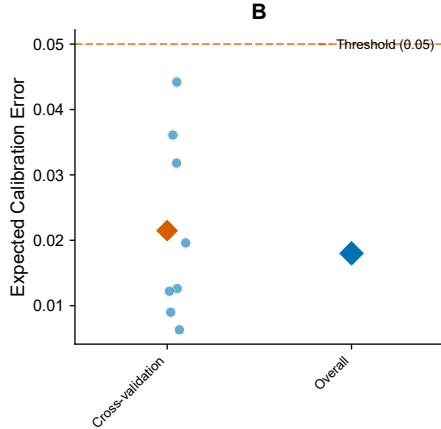 B
Expected Calibration Error
0.05
0.04
0.03
0.02
0.01
Threshold (0.05)
Cross-validation
Overall